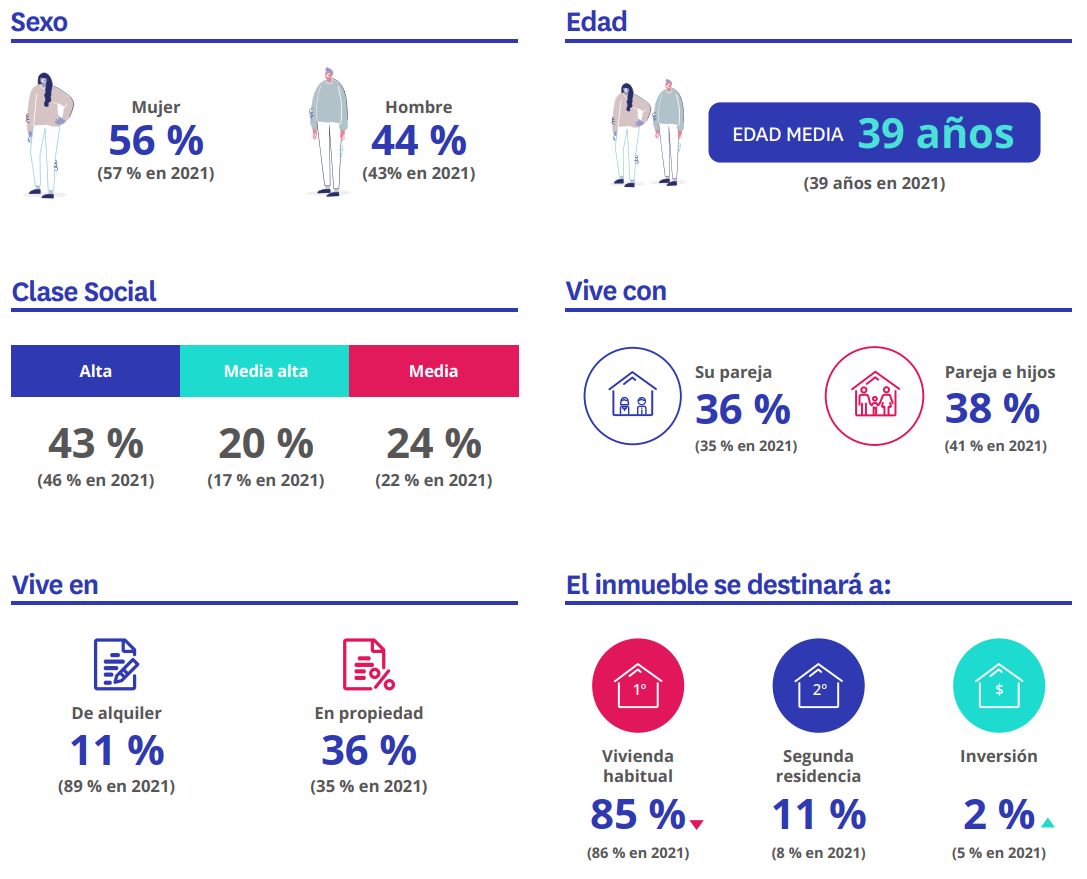 Sexo
Mujer
56 %
(57 % en 2021)
Hombre
44 %
(43% en 2021)
Edad
EDAD MEDIA 39 años
(39 años en 2021)
Clase Social
Alta
Media alta
Media
43 %
20 %
24 %
(46 % en 2021)
(17 % en 2021)
(22 % en 2021)
Vive con
Su pareja
36 %
(35 % en 2021)
Pareja e hijos
38 %
(41 % en 2021)
Vive en
De alquiler
11 %
(89 % en 2021)
En propiedad
36 %
(35 % en 2021)
El inmueble se destinará a:
1º
Vivienda
habitual
85 %
(86 % en 2021)
2º
Segunda
residencia
11 %
(8 % en 2021)
$
Inversión
2 %
(5 % en 2021)